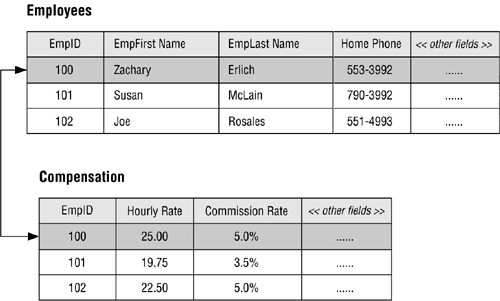 Employees
EmpID EmpFirst Name EmpLast Name Home Phone << other fields >>
100 Zachary Erlich 553-3992 ......
101 Susan McLain 790-3992 ......
102 Joe Rosales 551-4993 ......
Compensation
EmpID Hourly Rate Commission Rate << other fields >>
100 25.00 5.0% ......
101 19.75 3.5% ......
102 22.50 5.0% ......